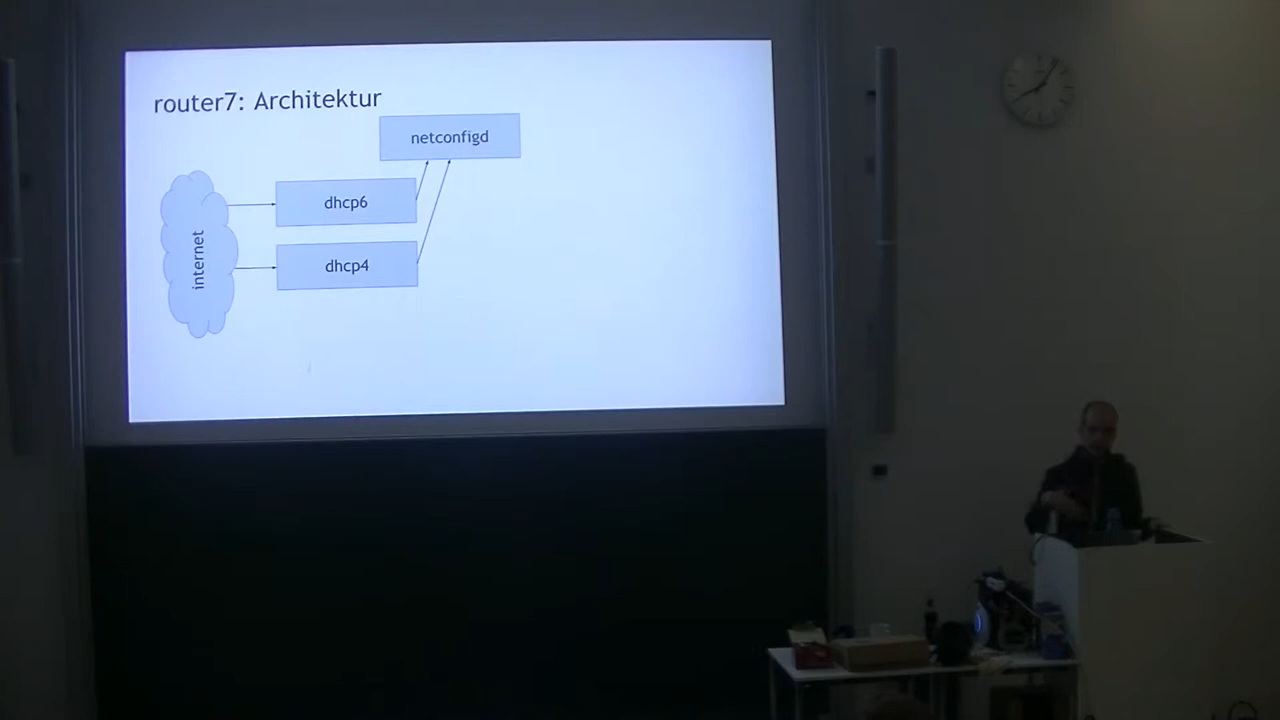 router7: Architektur
netconfigd
dhcp6
internet
dhcp4